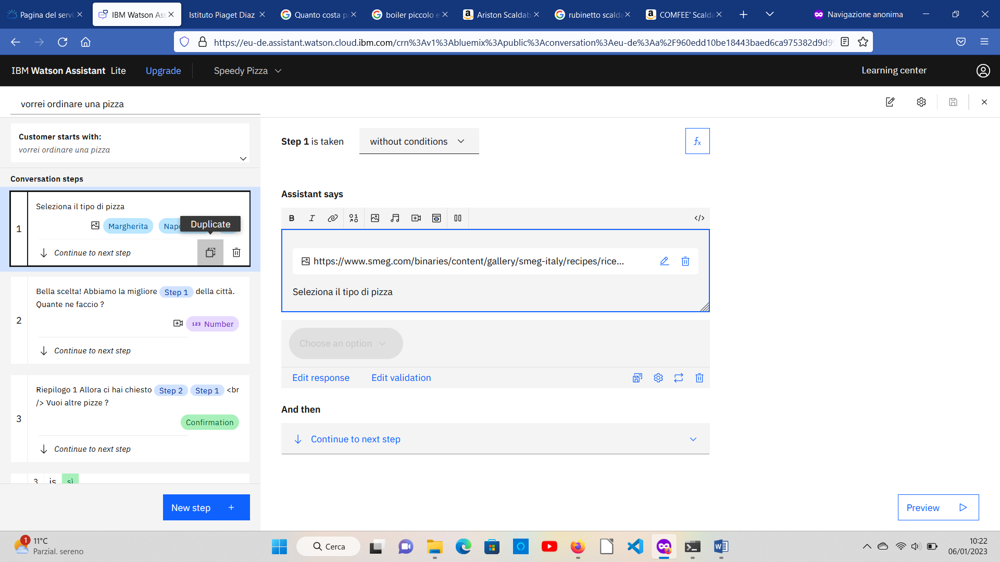 Pagina del servi
IBM Watson Ass
Istituto Piaget Diaz
Quanto costa p
boiler piccolo e
Ariston Scaldab
rubinetto scalda
COMFEE' Scalda
Navigazione anonima
https://eu-de.assistant.watson.cloud.ibm.com/crn%3Av1%3Abluemix%3Apublic%3Aconversation%3Aeu-de%3Aa%2F960edd10be18443baed6ca975382d9d9
IBM Watson Assistant Lite
Upgrade
Speedy Pizza
Learning center
vorrei ordinare una pizza
Customer starts with:
vorrei ordinare una pizza
Conversation steps
1
Seleziona il tipo di pizza
Margherita
Napo
Duplicate
Continue to next step
2
Bella scelta! Abbiamo la migliore Step 1 della città.
Quante ne faccio ?
123 Number
Continue to next step
3
Riepilogo 1 Allora ci hai chiesto Step 2 Step 1 <br
/> Vuoi altre pizze ?
Confirmation
Continue to next step
3 is sì
New step +
Step 1 is taken
without conditions
fx
Assistant says
B I
</>
https://www.smeg.com/binaries/content/gallery/smeg-italy/recipes/rice...
Seleziona il tipo di pizza
Choose an option
Edit response
Edit validation
And then
Continue to next step
Preview
1
11°C
Parzial. sereno
Cerca
10:22
06/01/2023